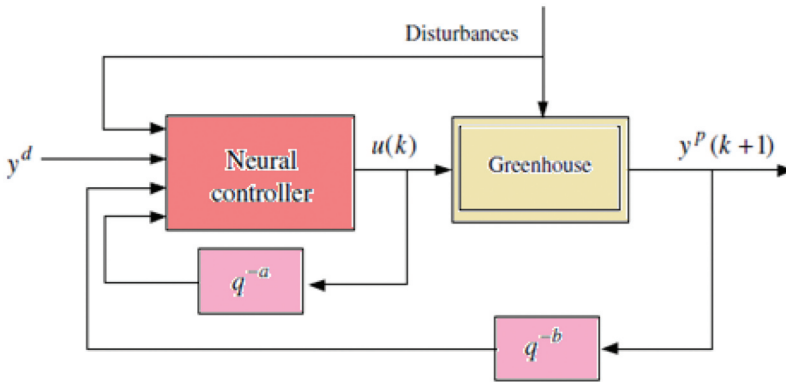 Disturbances
y^d
Neural
controller
u(k)
Greenhouse
y^p(k+1)
q^{-a}
q^{-b}